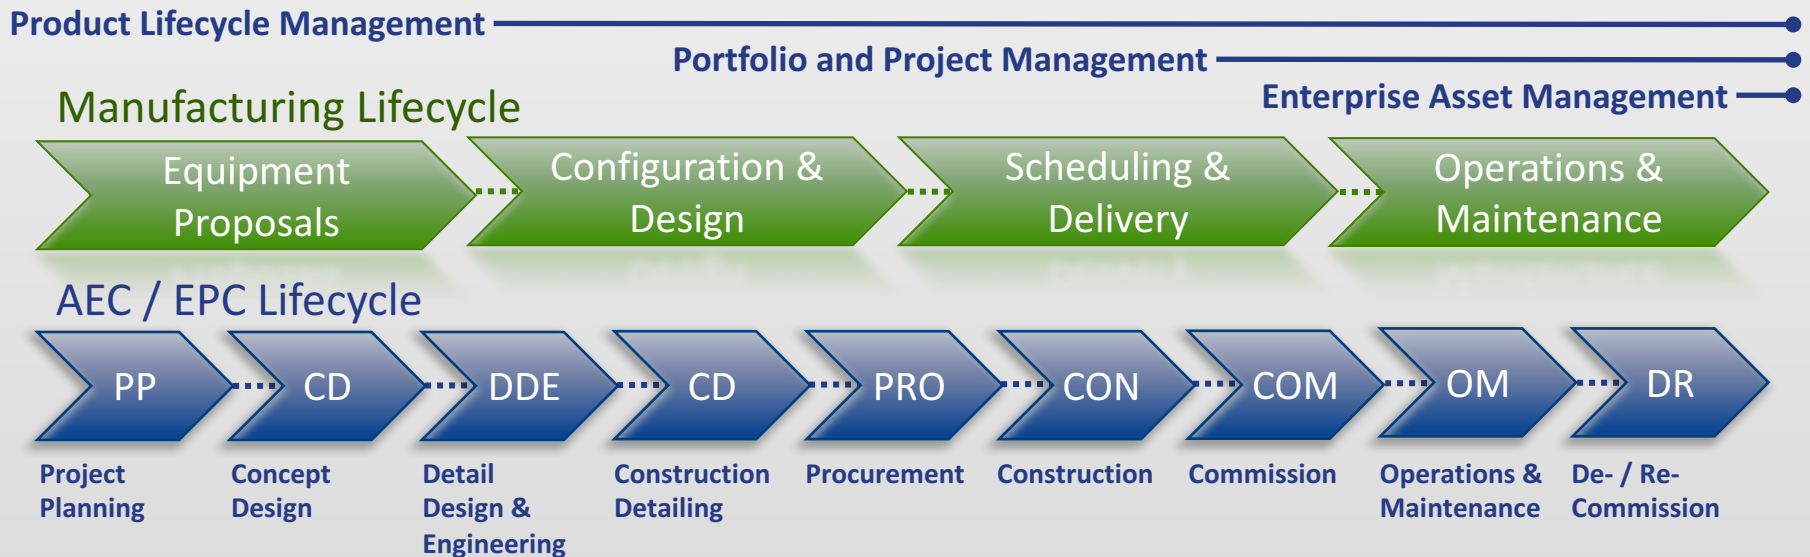 Product Lifecycle Management
Portfolio and Project Management
Enterprise Asset Management
Manufacturing Lifecycle
Equipment
Proposals
Configuration &
Design
Scheduling &
Delivery
Operations &
Maintenance
AEC / EPC Lifecycle
PP
CD
DDE
CD
PRO
CON
COM
OM
DR
Project
Planning
Concept
Design
Detail
Design &
Engineering
Construction
Detailing
Procurement
Construction
Commission
Operations &
Maintenance
De- / Re-
Commission